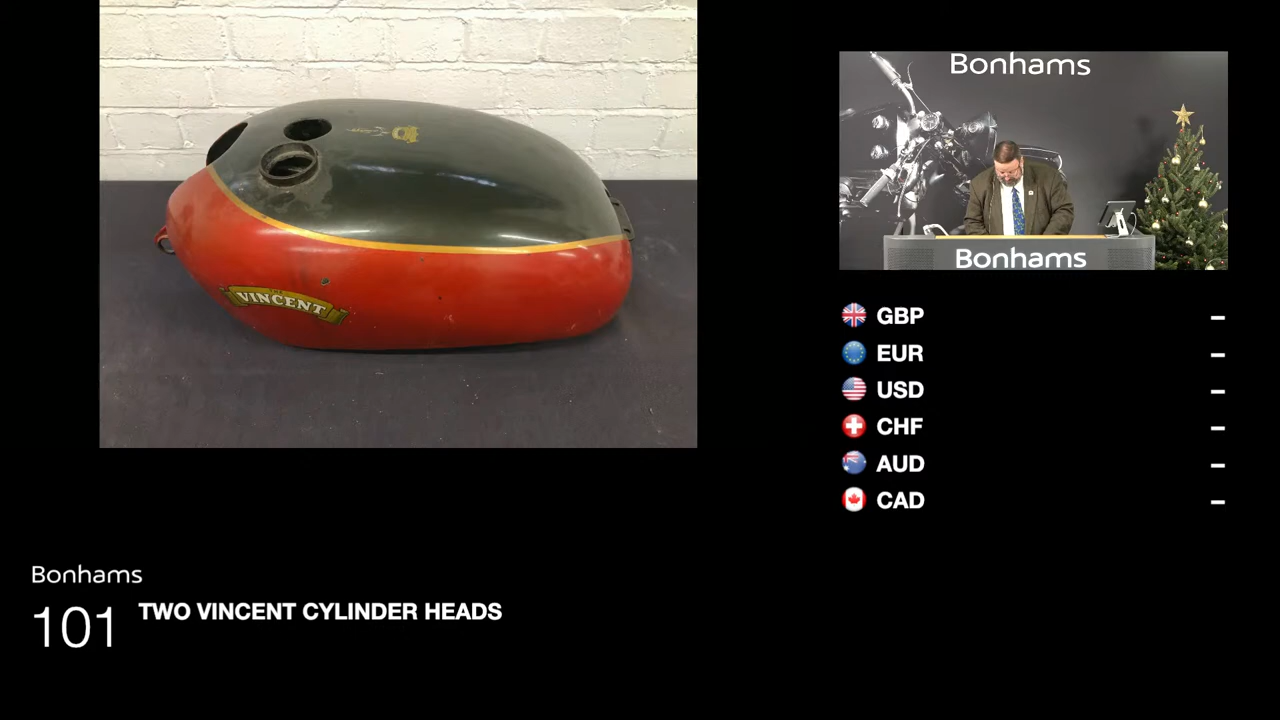 Bonhams
VINCENT
Bonhams
GBP –
EUR –
USD –
CHF –
AUD –
CAD –
Bonhams
101 TWO VINCENT CYLINDER HEADS